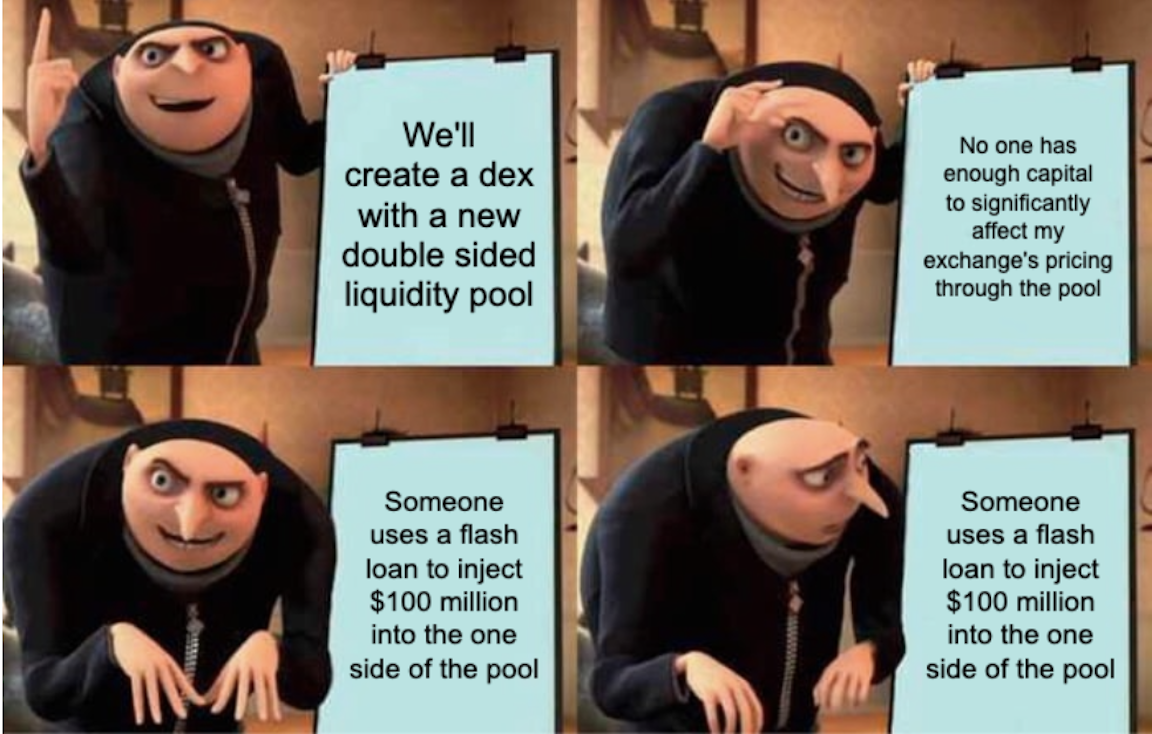 We'll
create a dex
with a new
double sided
liquidity pool
No one has
enough capital
to significantly
affect my
exchange's pricing
through the pool
Someone
uses a flash
loan to inject
$100 million
into the one
side of the pool
Someone
uses a flash
loan to inject
$100 million
into the one
side of the pool